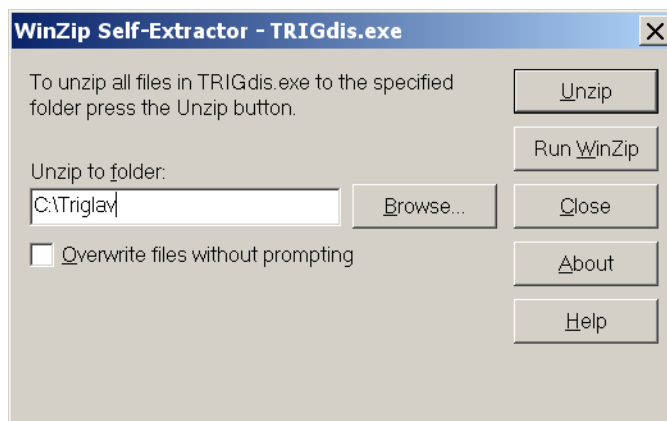 WinZip Self-Extractor - TRIGdis.exe
To unzip all files in TRIGdis.exe to the specified
folder press the Unzip button.
Unzip to folder:
C:\Triglav
Browse...
Overwrite files without prompting
Unzip
Run WinZip
Close
About
Help